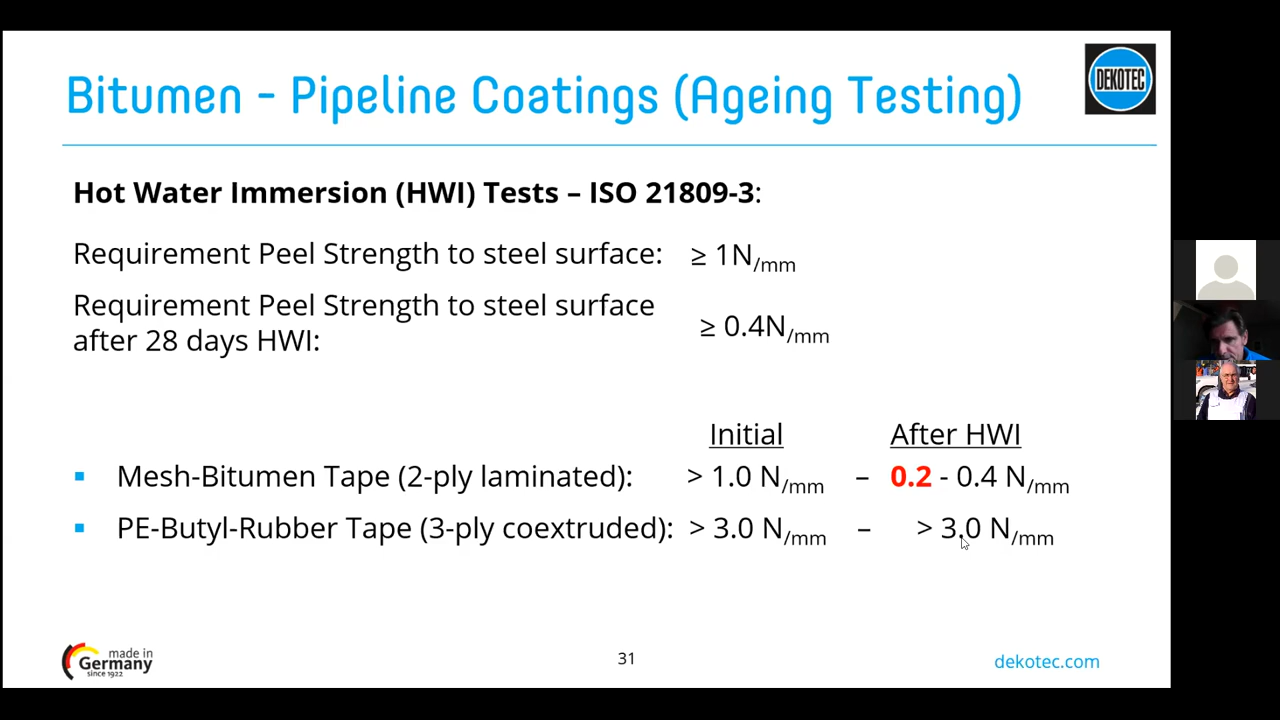 Bitumen - Pipeline Coatings (Ageing Testing)
DEKOTEC
Hot Water Immersion (HWI) Tests – ISO 21809-3:
Requirement Peel Strength to steel surface: ≥ 1N/mm
Requirement Peel Strength to steel surface
after 28 days HWI: ≥ 0.4N/mm
Initial After HWI
▪ Mesh-Bitumen Tape (2-ply laminated): > 1.0 N/mm – 0.2 - 0.4 N/mm
▪ PE-Butyl-Rubber Tape (3-ply coextruded): > 3.0 N/mm – > 3.0 N/mm
made in
Germany
since 1922
31
dekotec.com